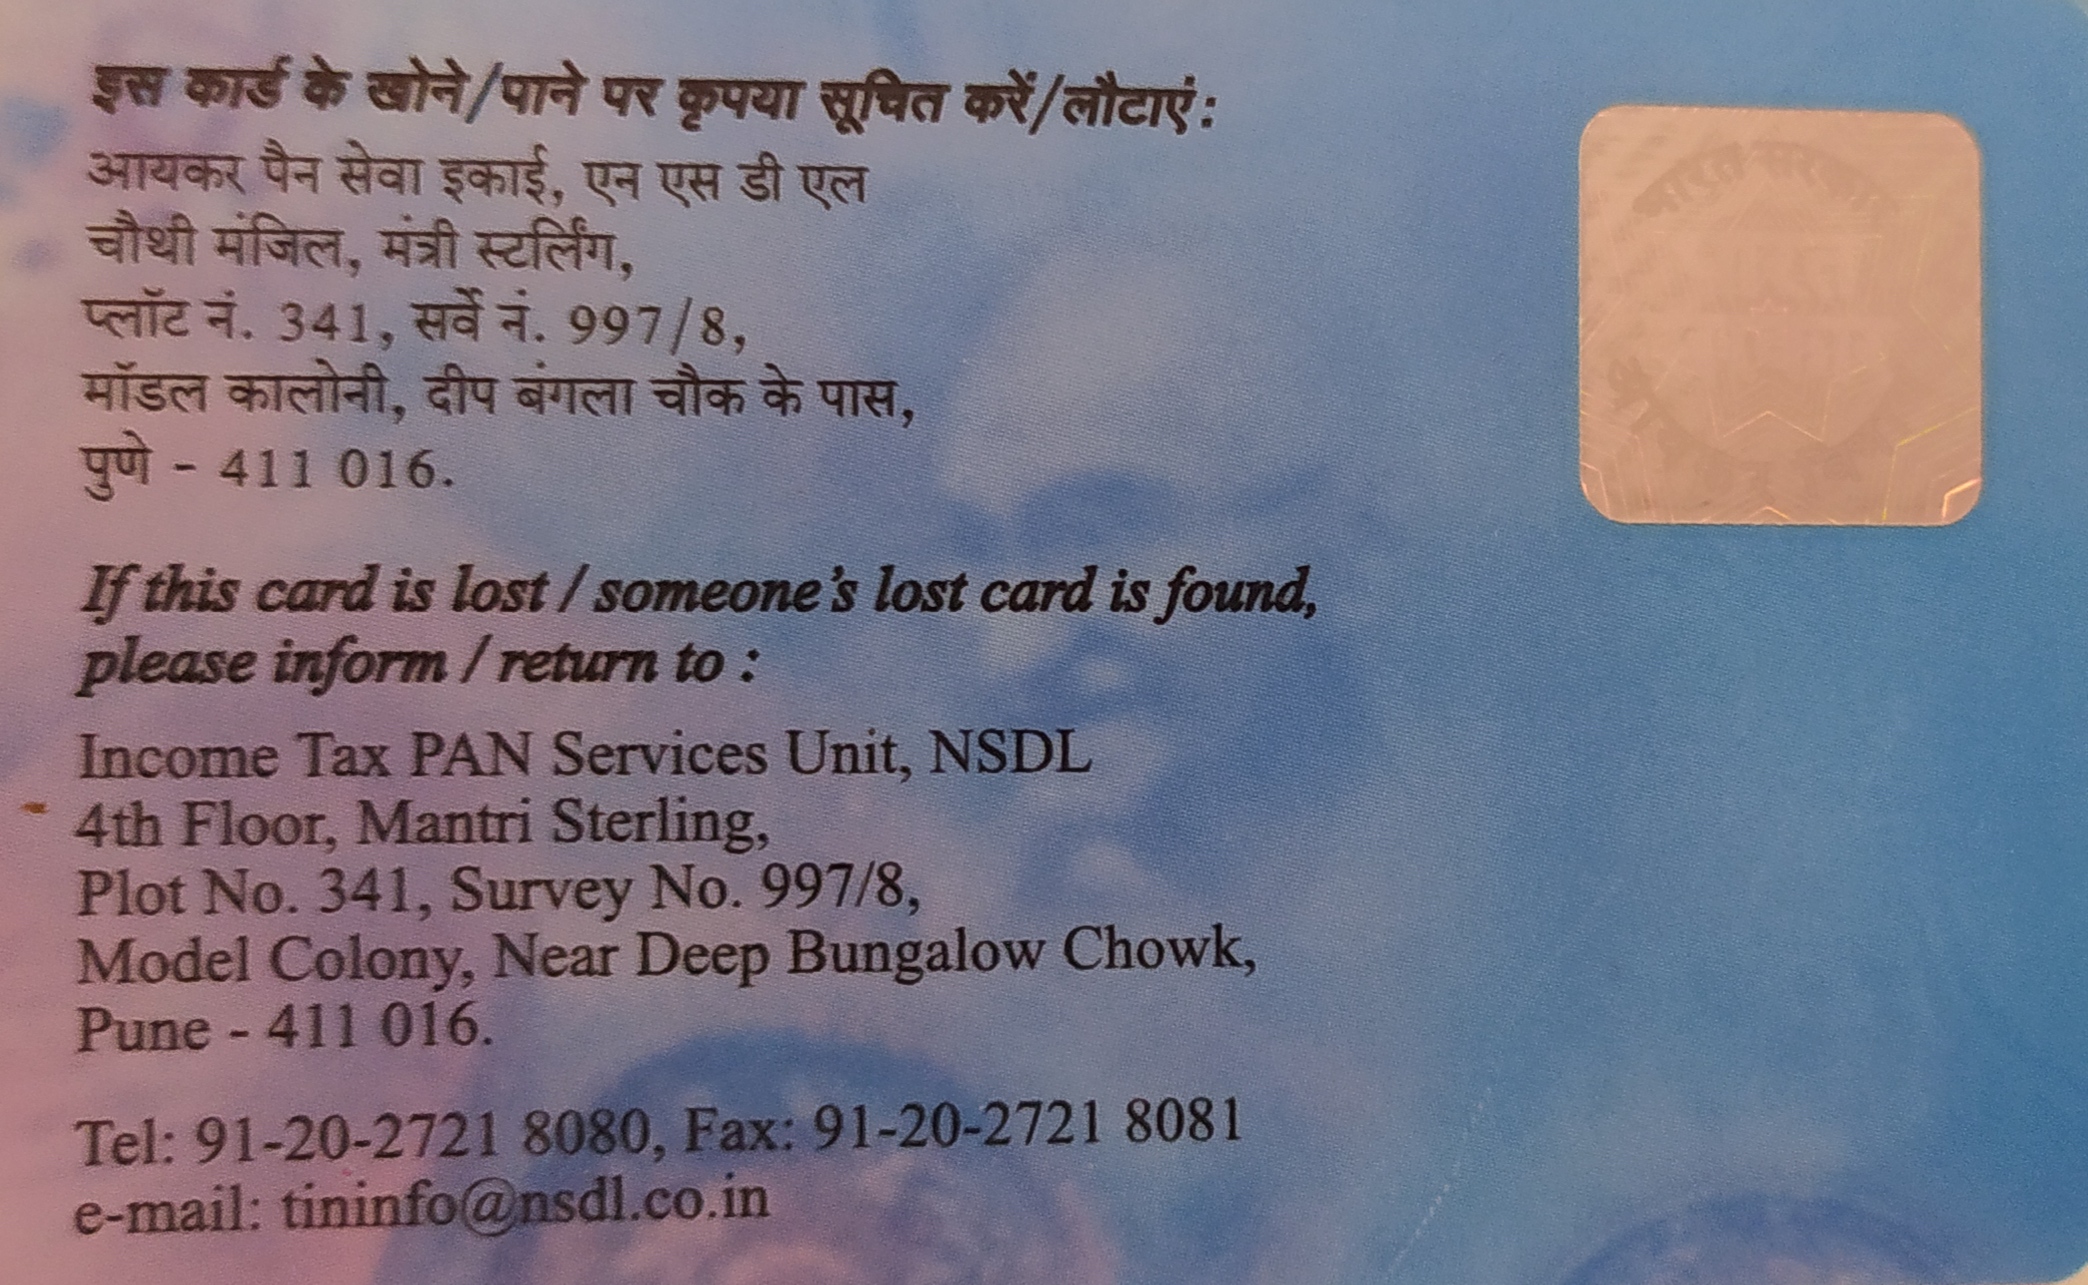 इस कार्ड के खोने/पाने पर कृपया सूचित करें/लौटाएं:
आयकर पैन सेवा इकाई, एन एस डी एल
चौथी मंजिल, मंत्री स्टर्लिंग,
प्लॉट नं. 341, सर्वे नं. 997/8,
मॉडल कालोनी, दीप बंगला चौक के पास,
पुणे - 411 016.
If this card is lost / someone's lost card is found,
please inform / return to :
Income Tax PAN Services Unit, NSDL
4th Floor, Mantri Sterling,
Plot No. 341, Survey No. 997/8,
Model Colony, Near Deep Bungalow Chowk,
Pune - 411 016.
Tel: 91-20-2721 8080, Fax: 91-20-2721 8081
e-mail: tininfo@nsdl.co.in
भारत सरकार